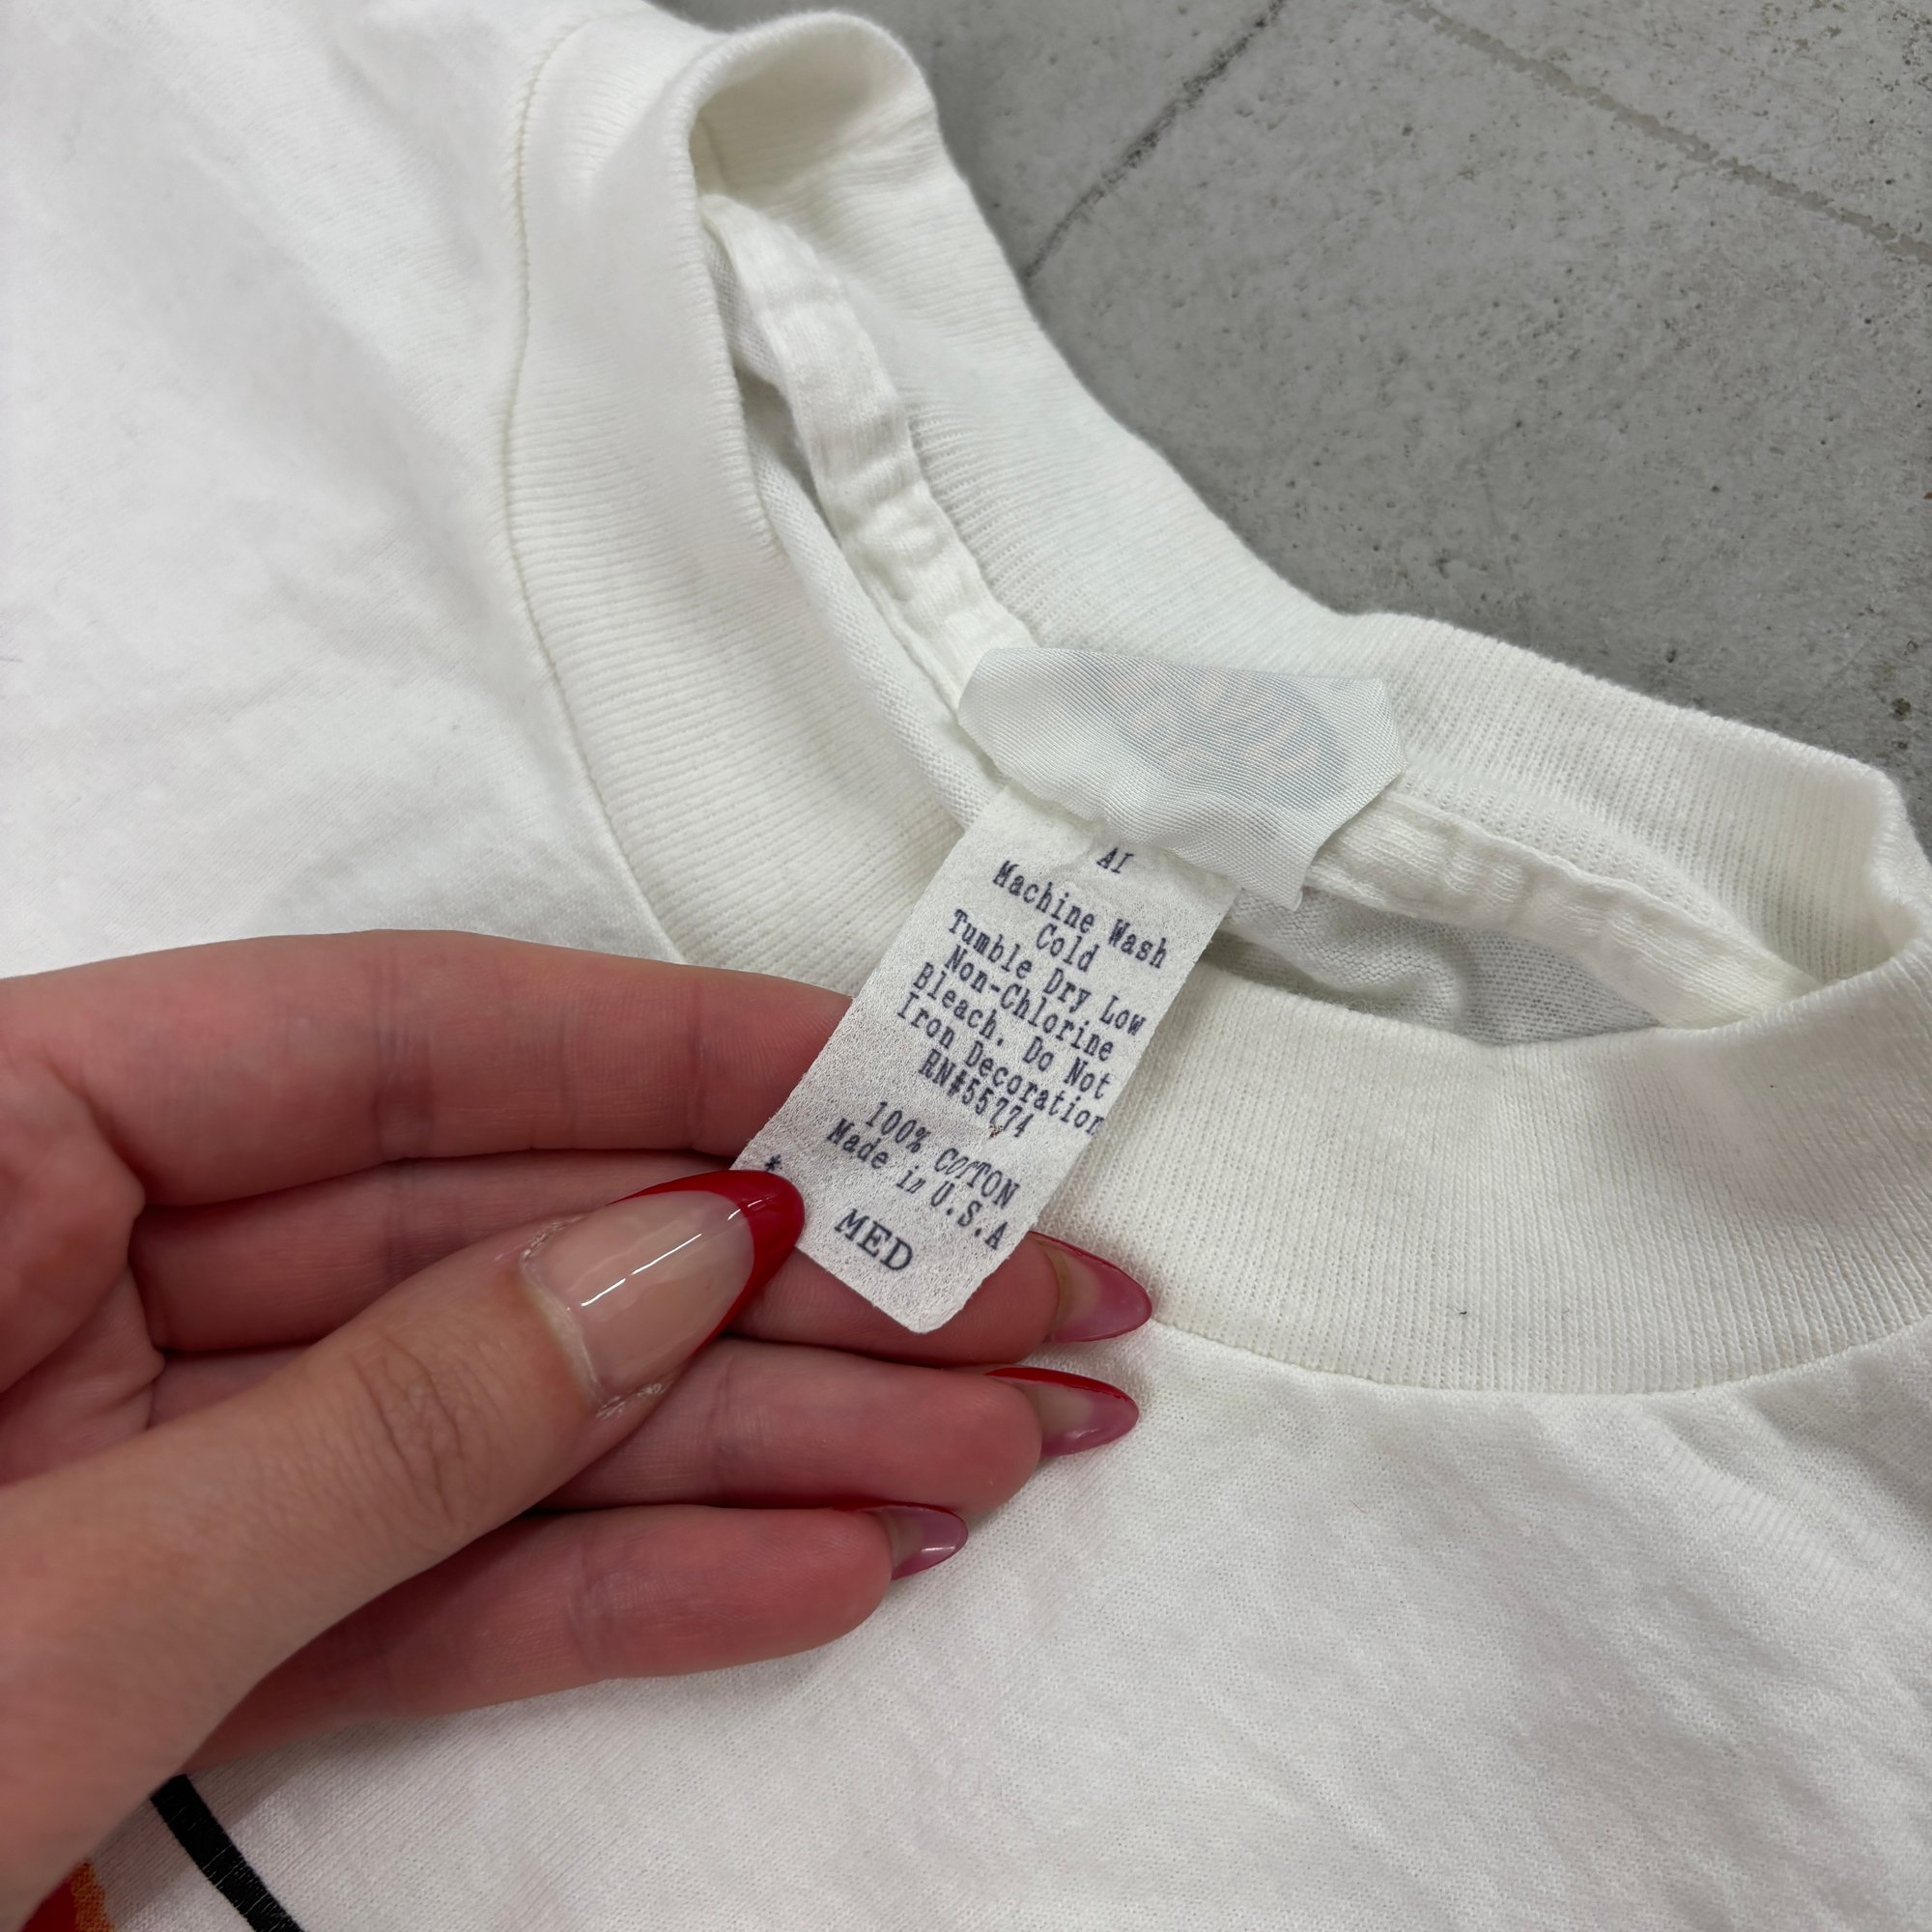 AI
Machine Wash
Cold
Tumble Dry Low
Non-Chlorine
Bleach. Do Not
Iron Decoration
RN#55774
100% COTTON
Made in U.S.A
*
MED